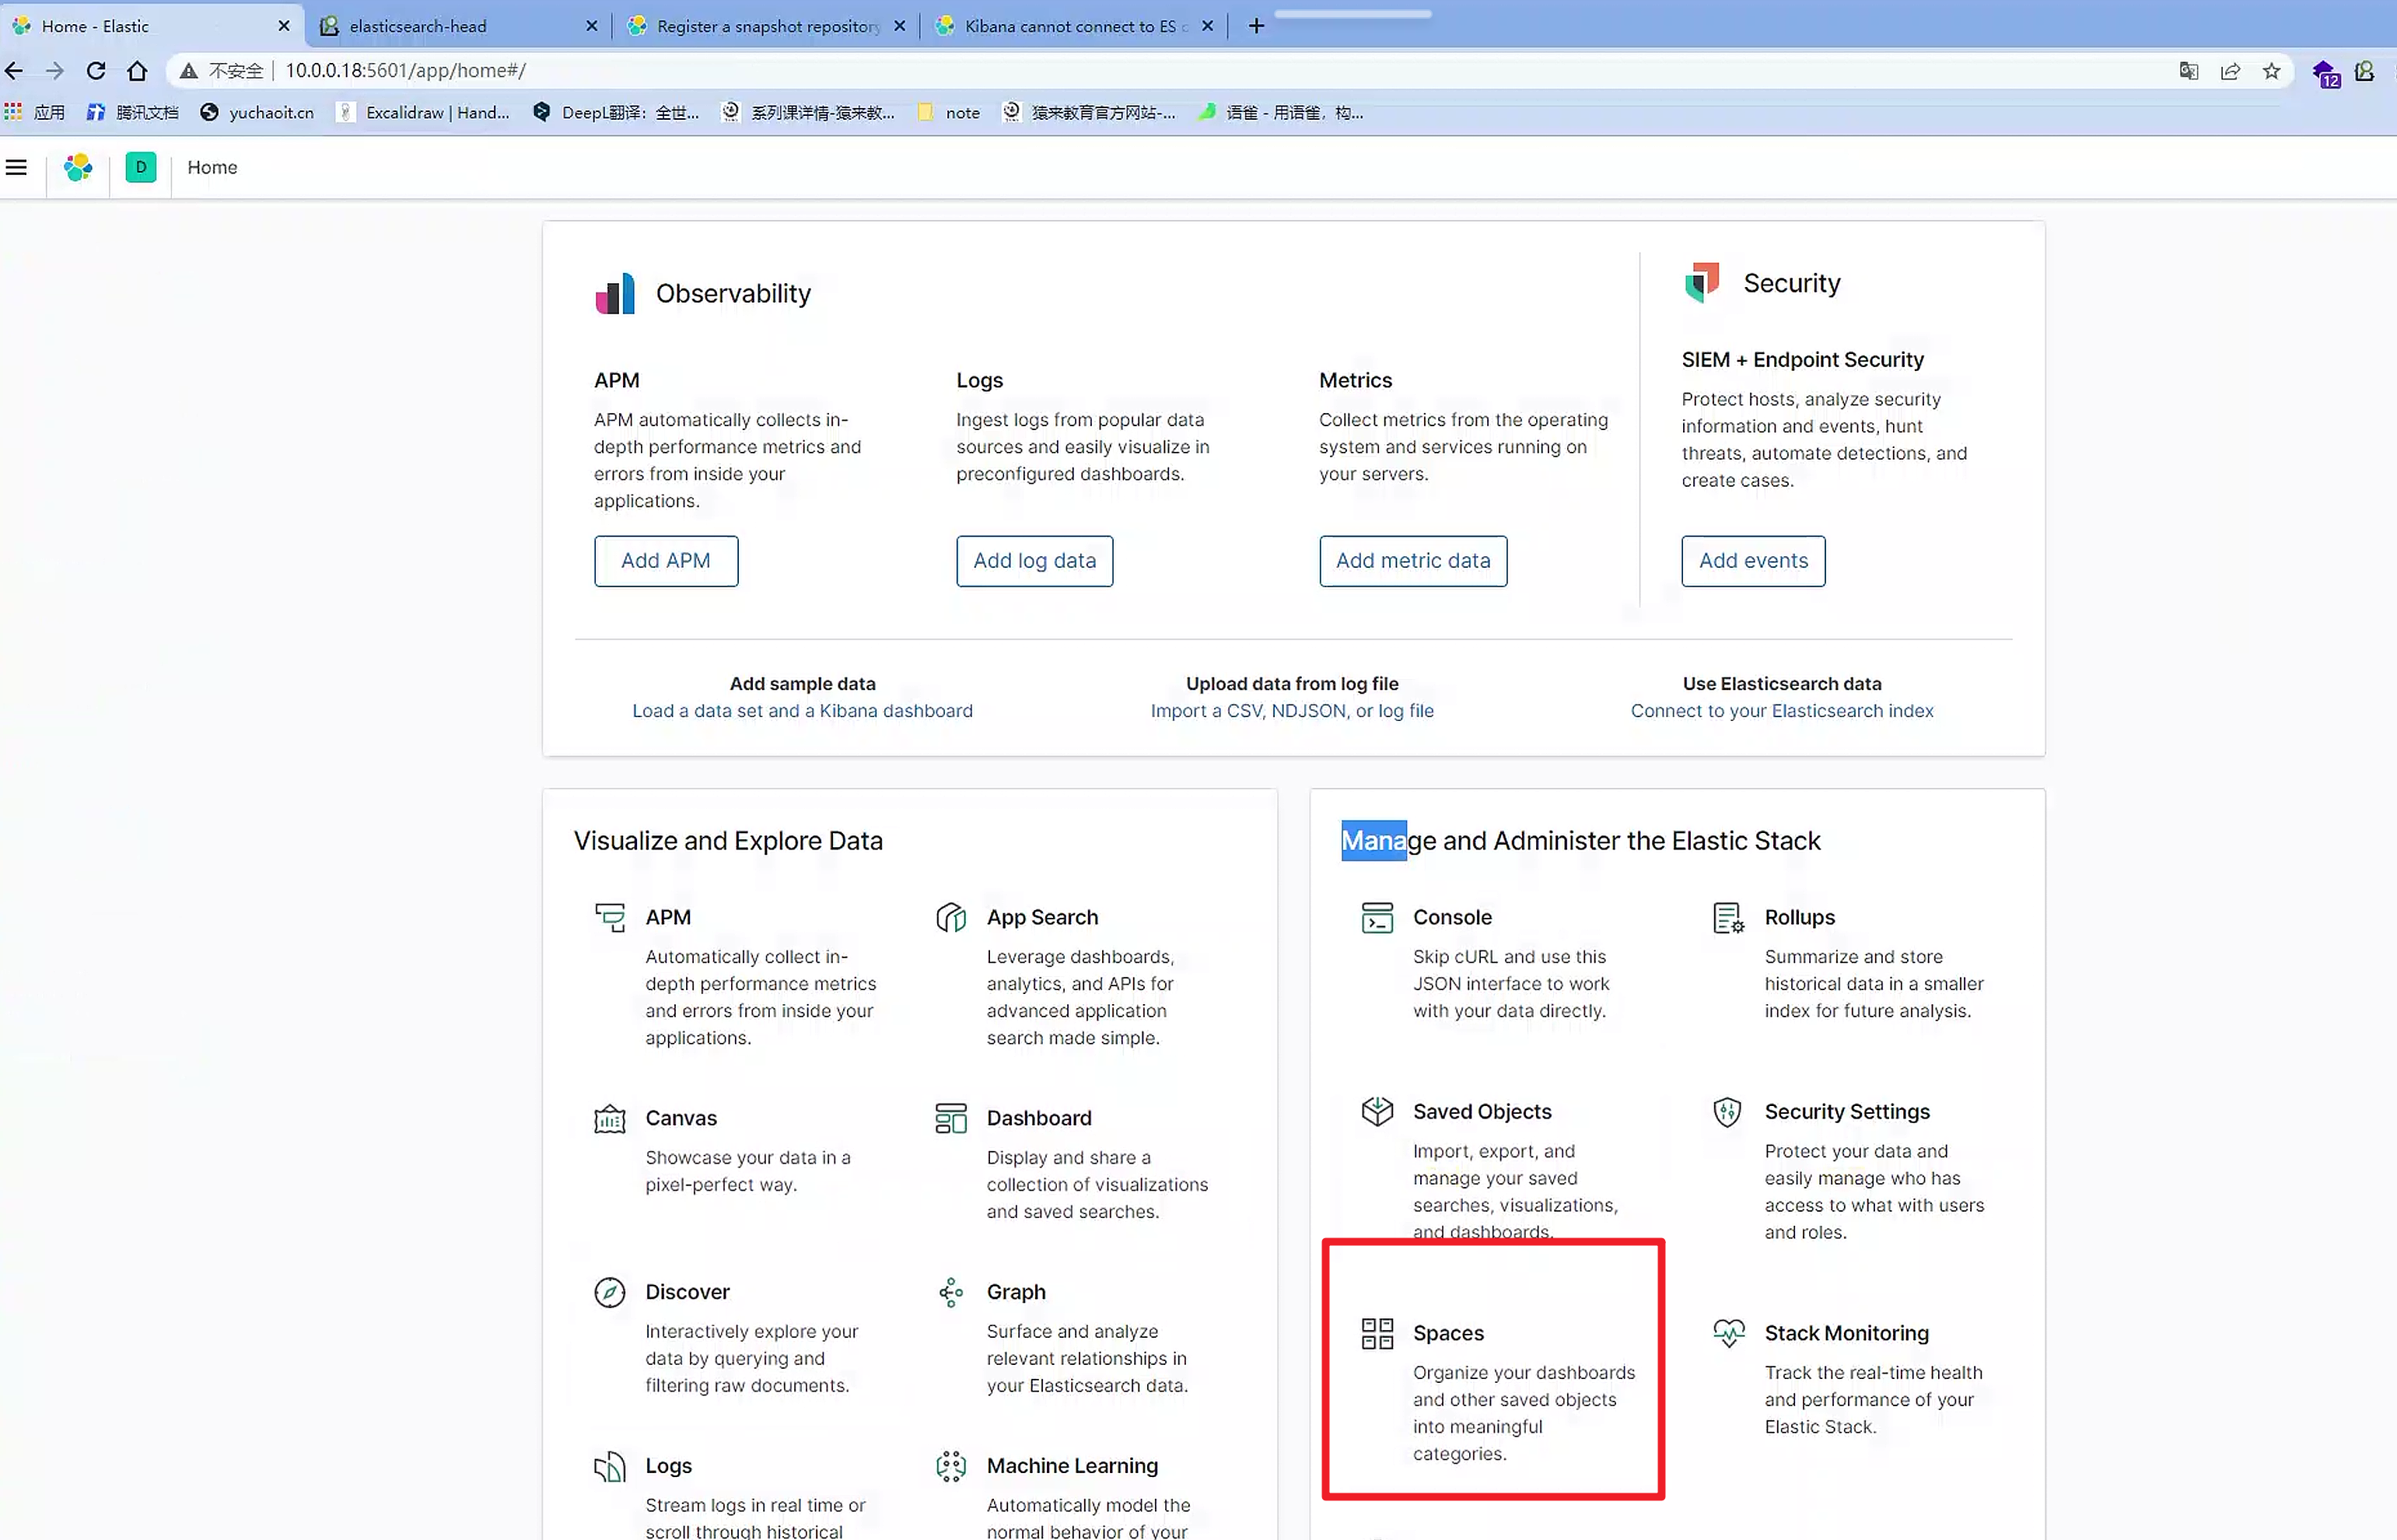 Home - Elastic
elasticsearch-head
Register a snapshot repository
Kibana cannot connect to ES c
不安全
10.0.0.18:5601/app/home#/
12
应用
腾讯文档
yuchaoit.cn
Excalidraw | Hand...
DeepL翻译：全世...
系列课详情-猿来教...
note
猿来教育官方网站-...
语雀 - 用语雀，构...
D
Home
Observability
Security
APM
APM automatically collects in-
depth performance metrics and
errors from inside your
applications.
Add APM
Logs
Ingest logs from popular data
sources and easily visualize in
preconfigured dashboards.
Add log data
Metrics
Collect metrics from the operating
system and services running on
your servers.
Add metric data
SIEM + Endpoint Security
Protect hosts, analyze security
information and events, hunt
threats, automate detections, and
create cases.
Add events
Add sample data
Load a data set and a Kibana dashboard
Upload data from log file
Import a CSV, NDJSON, or log file
Use Elasticsearch data
Connect to your Elasticsearch index
Visualize and Explore Data
APM
Automatically collect in-
depth performance metrics
and errors from inside your
applications.
App Search
Leverage dashboards,
analytics, and APIs for
advanced application
search made simple.
Canvas
Showcase your data in a
pixel-perfect way.
Dashboard
Display and share a
collection of visualizations
and saved searches.
Discover
Interactively explore your
data by querying and
filtering raw documents.
Graph
Surface and analyze
relevant relationships in
your Elasticsearch data.
Logs
Stream logs in real time or
scroll through historical
Machine Learning
Automatically model the
normal behavior of your
Manage and Administer the Elastic Stack
Console
Skip cURL and use this
JSON interface to work
with your data directly.
Rollups
Summarize and store
historical data in a smaller
index for future analysis.
Saved Objects
Import, export, and
manage your saved
searches, visualizations,
and dashboards.
Security Settings
Protect your data and
easily manage who has
access to what with users
and roles.
Spaces
Organize your dashboards
and other saved objects
into meaningful
categories.
Stack Monitoring
Track the real-time health
and performance of your
Elastic Stack.